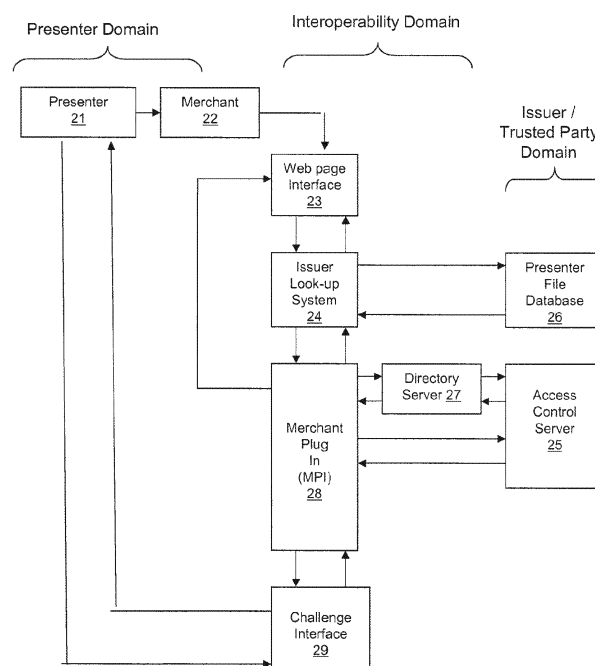 Interoperability Domain
Presenter Domain
Presenter
21
Merchant
22
Issuer /
Trusted Party
Domain
Web page
Interface
23
Issuer
Look-up
System
24
Presenter
File
Database
26
Directory
Server 27
Access
Control
Server
25
Merchant
Plug
In
(MPI)
28
Challenge
Interface
29